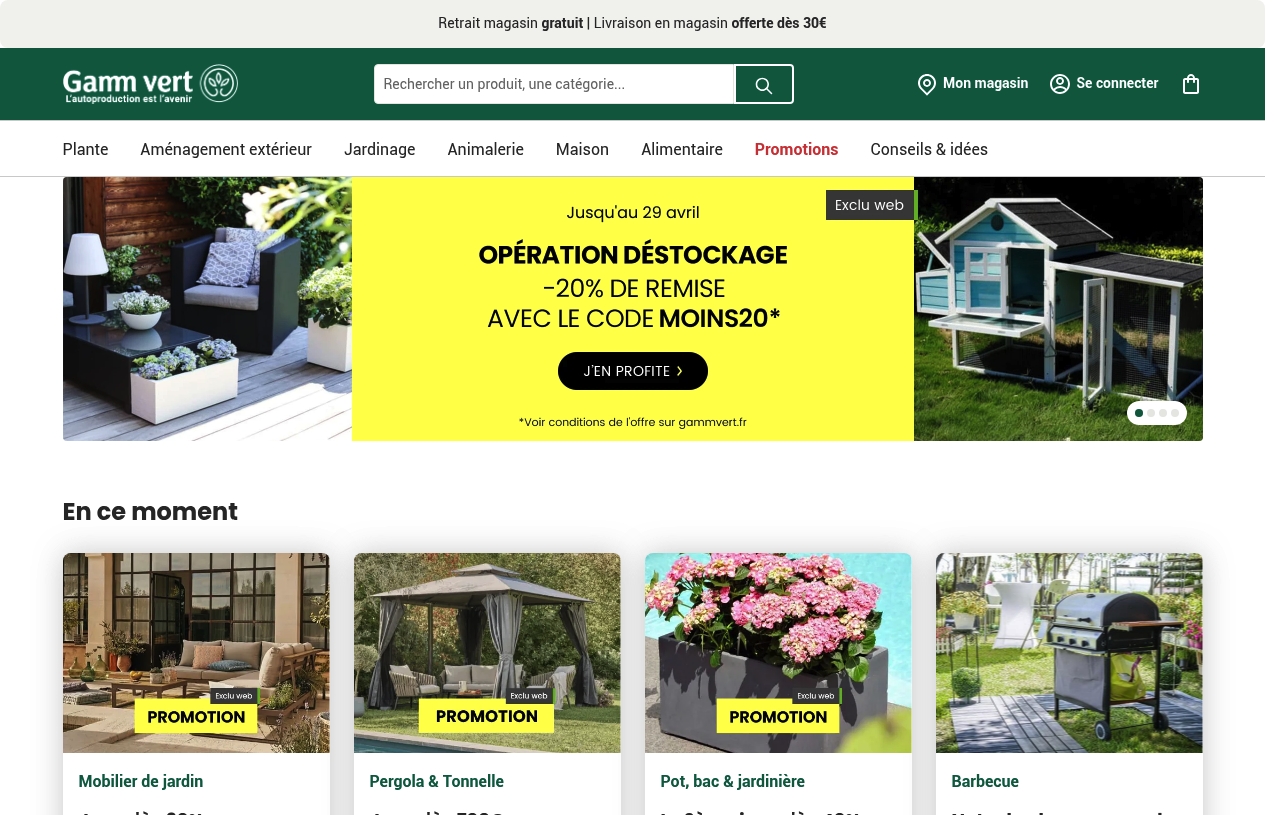 Retrait magasin gratuit | Livraison en magasin offerte dès 30€
Gamm vert
L'autoproduction est l'avenir
Rechercher un produit, une catégorie...
Mon magasin
Se connecter
Plante
Aménagement extérieur
Jardinage
Animalerie
Maison
Alimentaire
Promotions
Conseils & idées
Jusqu'au 29 avril
Exclu web
OPÉRATION DÉSTOCKAGE
-20% DE REMISE
AVEC LE CODE MOINS20*
J'EN PROFITE ›
*Voir conditions de l'offre sur gammvert.fr
En ce moment
Exclu web
PROMOTION
Mobilier de jardin
Exclu web
PROMOTION
Pergola & Tonnelle
Exclu web
PROMOTION
Pot, bac & jardinière
Barbecue